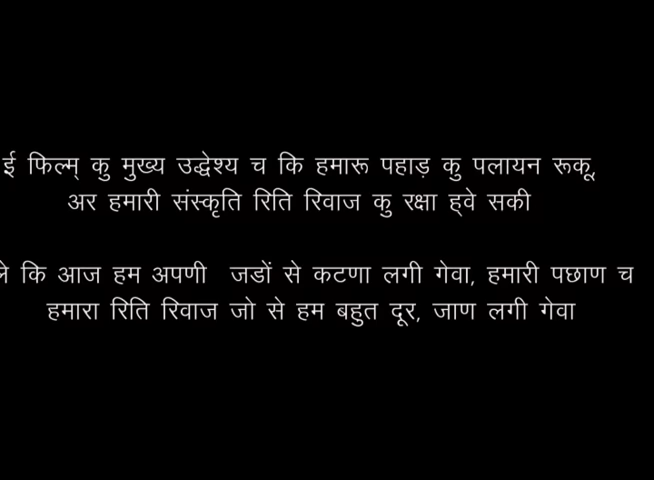 ई फिल्म् कु मुख्य उद्धेश्य च कि हमारू पहाड़ कु पलायन रूकू,
अर हमारी संस्कृति रिति रिवाज कु रक्षा ह्वे सकी
कि आज हम अपणी जडों से कटणा लगी गेवा, हमारी पछाण च
हमारा रिति रिवाज जो से हम बहुत दूर, जाण लगी गेवा